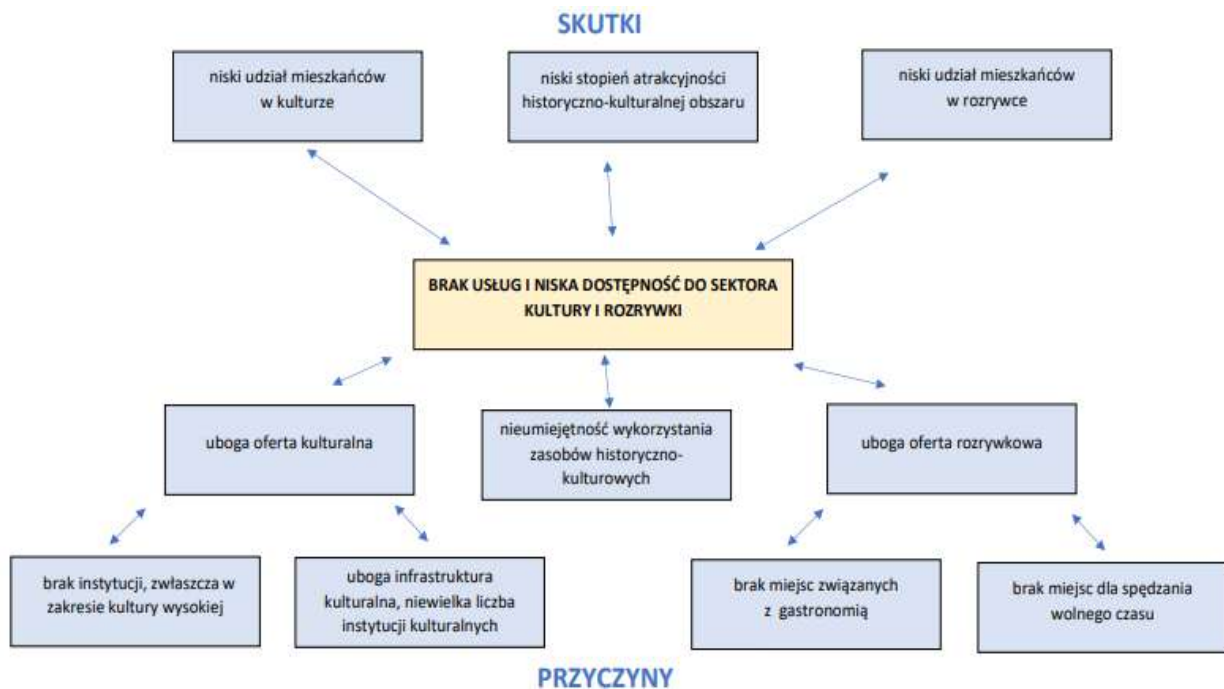 SKUTKI
niski udział mieszkańców
w kulturze
niski stopień atrakcyjności
historyczno-kulturalnej obszaru
niski udział mieszkańców
w rozrywce
BRAK USŁUG I NISKA DOSTĘPNOŚĆ DO SEKTORA
KULTURY I ROZRYWKI
uboga oferta kulturalna
nieumiejętność wykorzystania
zasobów historyczno-
kulturowych
uboga oferta rozrywkowa
brak instytucji, zwłaszcza w
zakresie kultury wysokiej
uboga infrastruktura
kulturalna, niewielka liczba
instytucji kulturalnych
brak miejsc związanych
z gastronomią
brak miejsc dla spędzania
wolnego czasu
PRZYCZYNY